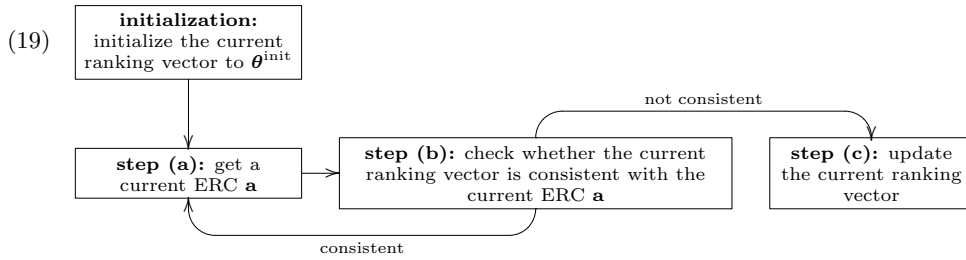 (19)
initialization:
initialize the current
ranking vector to θ^init
not consistent
step (a): get a
current ERC a
step (b): check whether the current
ranking vector is consistent with the
current ERC a
step (c): update
the current ranking
vector
consistent